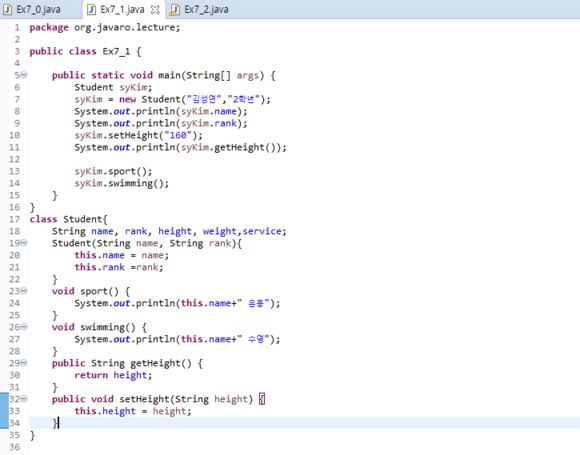 Ex7_0.java Ex7_1.java Ex7_2.java
1 package org.javaro.lecture;
2
3 public class Ex7_1 {
4
5 public static void main(String[] args) {
6 Student syKim;
7 syKim = new Student("김성연","2학년");
8 System.out.println(syKim.name);
9 System.out.println(syKim.rank);
10 syKim.setHeight("160");
11 System.out.println(syKim.getHeight());
12
13 syKim.sport();
14 syKim.swimming();
15 }
16 }
17 class Student{
18 String name, rank, height, weight,service;
19 Student(String name, String rank){
20 this.name = name;
21 this.rank =rank;
22 }
23 void sport() {
24 System.out.println(this.name+" 운동");
25 }
26 void swimming() {
27 System.out.println(this.name+" 수영");
28 }
29 public String getHeight() {
30 return height;
31 }
32 public void setHeight(String height) {
33 this.height = height;
34 }
35 }
36